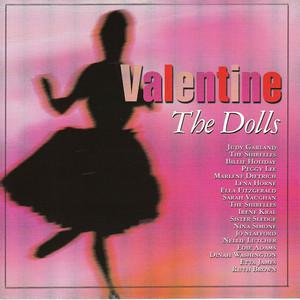 Valentine
The Dolls
JUDY GARLAND
THE SHIRELLES
BILLIE HOLIDAY
PEGGY LEE
MARLENE DIETRICH
LENA HORNE
ELLA FITZGERALD
SARAH VAUGHAN
THE SHIRELLES
IRENE KRAL
SISTER SLEDGE
NINA SIMONE
JO STAFFORD
NELLIE LUTCHER
EDIE ADAMS
DINAH WASHINGTON
ETTA JAMES
RUTH BROWN